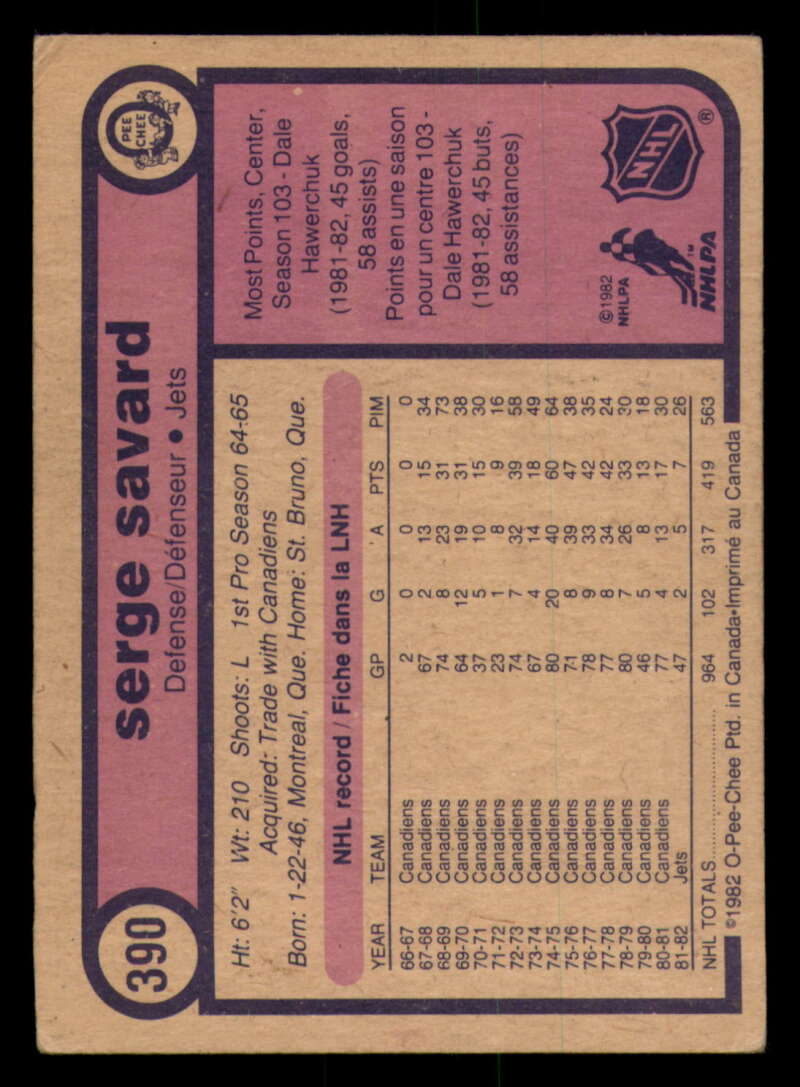 390
serge savard
Defense/Défenseur • Jets
O PEE CHEE
Ht: 6'2" Wt: 210 Shoots: L 1st Pro Season 64-65
Acquired: Trade with Canadiens
Born: 1-22-46, Montreal, Que. Home: St. Bruno, Que.
NHL record / Fiche dans la LNH
YEAR TEAM GP G A PTS PIM
66-67 Canadiens 2 0 0 0 0
67-68 Canadiens 67 2 13 15 34
68-69 Canadiens 74 8 23 31 73
69-70 Canadiens 64 12 19 31 38
70-71 Canadiens 37 5 10 15 30
71-72 Canadiens 23 1 8 9 16
72-73 Canadiens 74 7 32 39 58
73-74 Canadiens 67 4 14 18 49
74-75 Canadiens 80 20 40 60 64
75-76 Canadiens 71 8 39 47 38
76-77 Canadiens 78 9 33 42 35
77-78 Canadiens 77 8 34 42 24
78-79 Canadiens 80 7 26 33 30
79-80 Canadiens 46 5 8 13 18
80-81 Canadiens 77 4 13 17 30
81-82 Jets 47 2 5 7 26
NHL TOTALS.......................... 964 102 317 419 563
©1982 O-Pee-Chee Ptd. in Canada•Imprimé au Canada
Most Points, Center,
Season 103 - Dale
Hawerchuk
(1981-82, 45 goals,
58 assists)
Points en une saison
pour un centre 103 -
Dale Hawerchuk
(1981-82, 45 buts,
58 assistances)
©1982
NHLPA
NHLPA™
NHL®